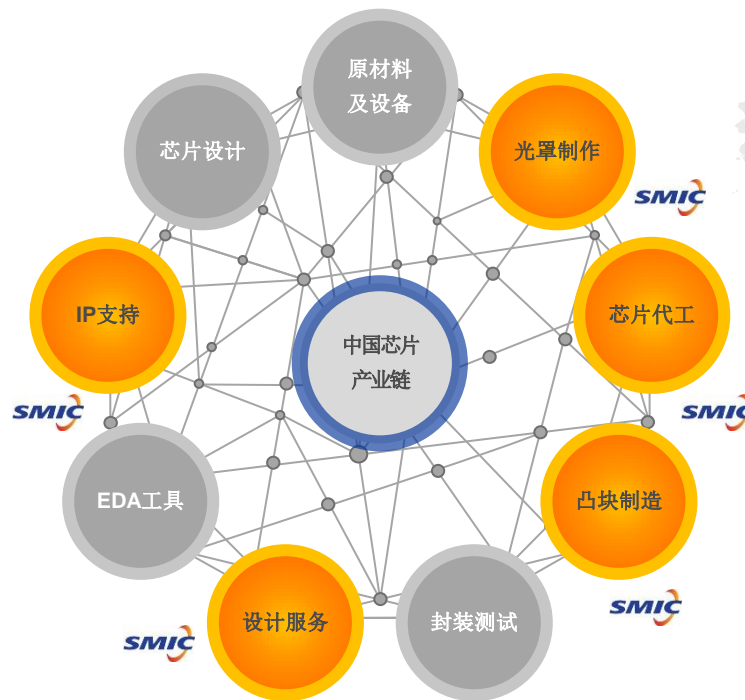 原材料
及设备
芯片设计
光罩制作
SMIC
IP支持
中国芯片
产业链
芯片代工
SMIC
SMIC
EDA工具
凸块制造
SMIC
设计服务
封装测试
SMIC